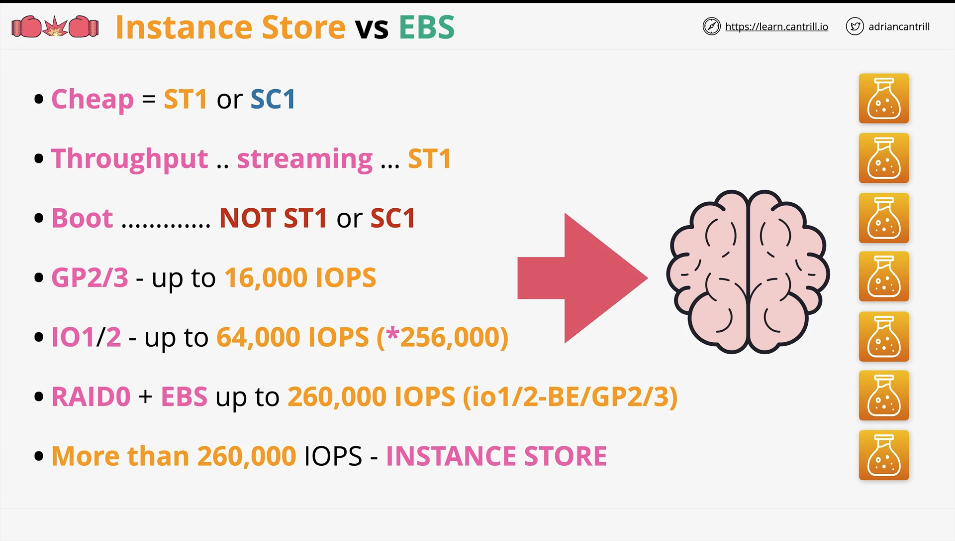 Instance Store vs EBS
https://learn.cantrill.io
adriancantrill
• Cheap = ST1 or SC1
• Throughput .. streaming ... ST1
• Boot ............. NOT ST1 or SC1
• GP2/3 - up to 16,000 IOPS
• IO1/2 - up to 64,000 IOPS (*256,000)
• RAID0 + EBS up to 260,000 IOPS (io1/2-BE/GP2/3)
• More than 260,000 IOPS - INSTANCE STORE